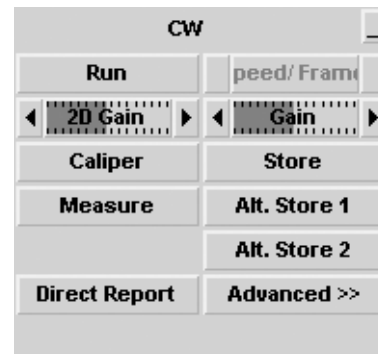 CW
Run
peed/Fram
2D Gain
Gain
Caliper
Store
Measure
Alt. Store 1
Alt. Store 2
Direct Report
Advanced >>